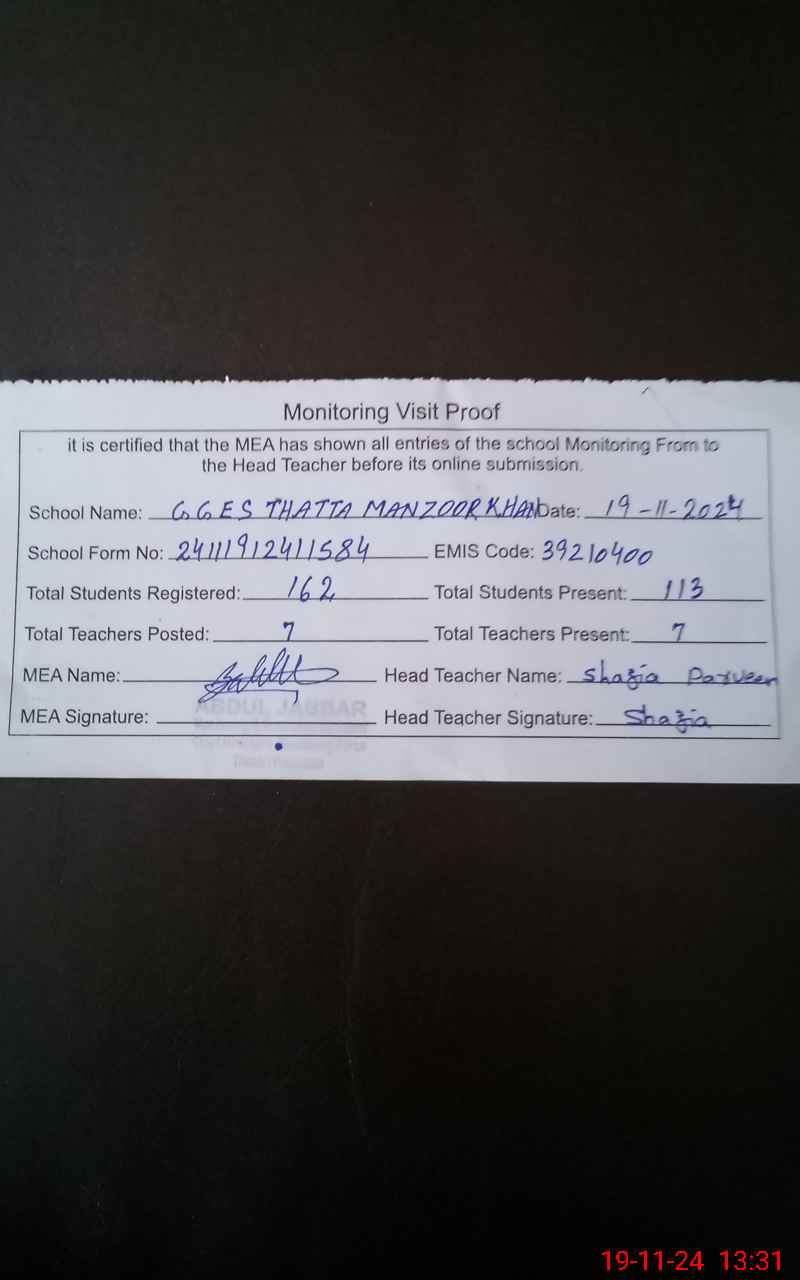 Monitoring Visit Proof
it is certified that the MEA has shown all entries of the school Monitoring From to
the Head Teacher before its online submission.
School Name: GGES THATTA MANZOOR KHAN Date: 19-11-2024
School Form No: 24111912411584 EMIS Code: 39210400
Total Students Registered: 162 Total Students Present: 113
Total Teachers Posted: 7 Total Teachers Present: 7
MEA Name: Head Teacher Name: Shazia Parveen
ABDUL JABBAR
MEA Signature: Head Teacher Signature: Shazia
19-11-24 13:31